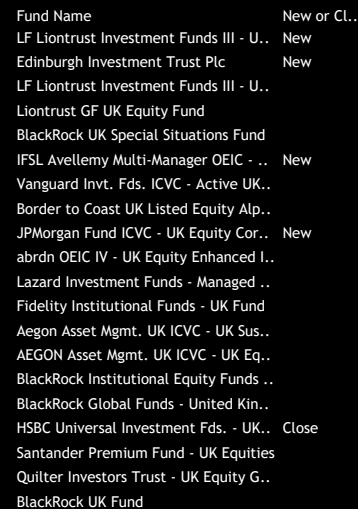 Fund Name New or Cl..
LF Liontrust Investment Funds III - U.. New
Edinburgh Investment Trust Plc New
LF Liontrust Investment Funds III - U..
Liontrust GF UK Equity Fund
BlackRock UK Special Situations Fund
IFSL Avellemy Multi-Manager OEIC - .. New
Vanguard Invt. Fds. ICVC - Active UK..
Border to Coast UK Listed Equity Alp..
JPMorgan Fund ICVC - UK Equity Cor.. New
abrdn OEIC IV - UK Equity Enhanced I..
Lazard Investment Funds - Managed ..
Fidelity Institutional Funds - UK Fund
Aegon Asset Mgmt. UK ICVC - UK Sus..
AEGON Asset Mgmt. UK ICVC - UK Eq..
BlackRock Institutional Equity Funds ..
BlackRock Global Funds - United Kin..
HSBC Universal Investment Fds. - UK.. Close
Santander Premium Fund - UK Equities
Quilter Investors Trust - UK Equity G..
BlackRock UK Fund